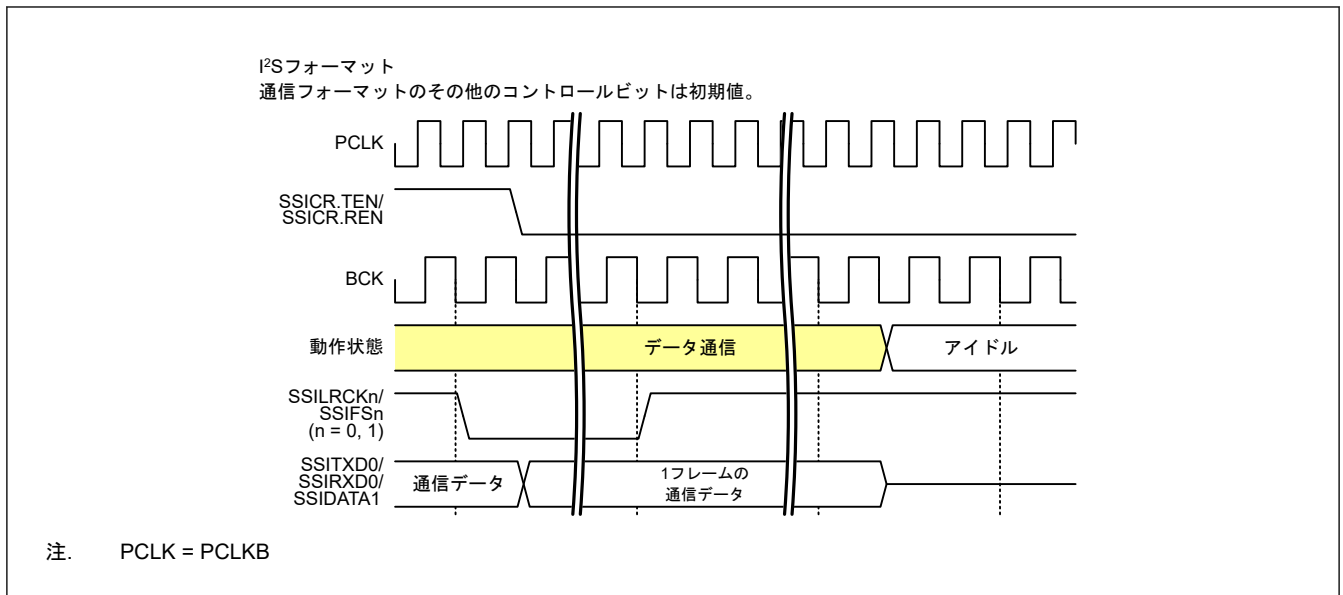 I²Sフォーマット
通信フォーマットのその他のコントロールビットは初期値。
PCLK
SSICR.TEN/
SSICR.REN
BCK
動作状態
データ通信
アイドル
SSILRCKn/
SSIFSn
(n = 0, 1)
SSITXD0/
SSIRXD0/
SSIDATA1
通信データ
1フレームの
通信データ
注. PCLK = PCLKB